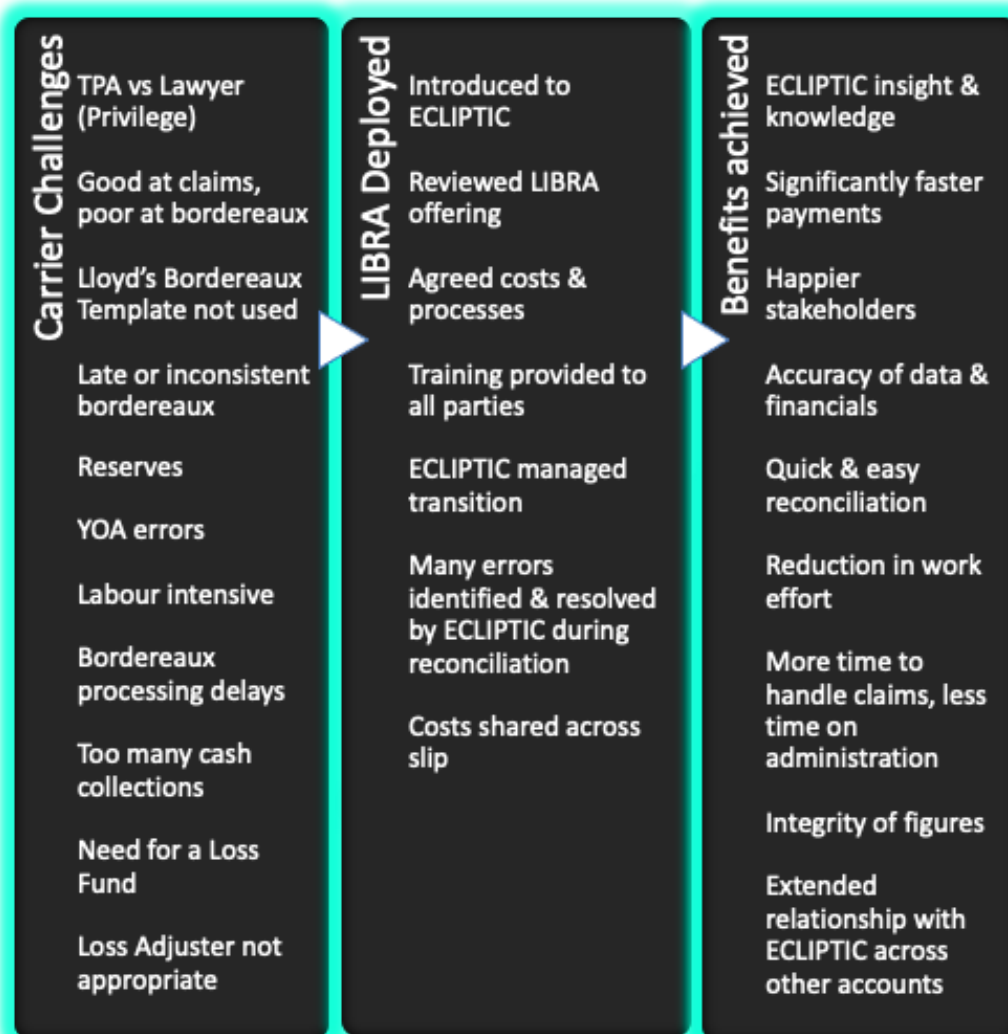 Carrier Challenges
TPA vs Lawyer
(Privilege)
Good at claims,
poor at bordereaux
Lloyd's Bordereaux
Template not used
Late or inconsistent
bordereaux
Reserves
YOA errors
Labour intensive
Bordereaux
processing delays
Too many cash
collections
Need for a Loss
Fund
Loss Adjuster not
appropriate
LIBRA Deployed
Introduced to
ECLIPTIC
Reviewed LIBRA
offering
Agreed costs &
processes
Training provided to
all parties
ECLIPTIC managed
transition
Many errors
identified & resolved
by ECLIPTIC during
reconciliation
Costs shared across
slip
Benefits achieved
ECLIPTIC insight &
knowledge
Significantly faster
payments
Happier
stakeholders
Accuracy of data &
financials
Quick & easy
reconciliation
Reduction in work
effort
More time to
handle claims, less
time on
administration
Integrity of figures
Extended
relationship with
ECLIPTIC across
other accounts